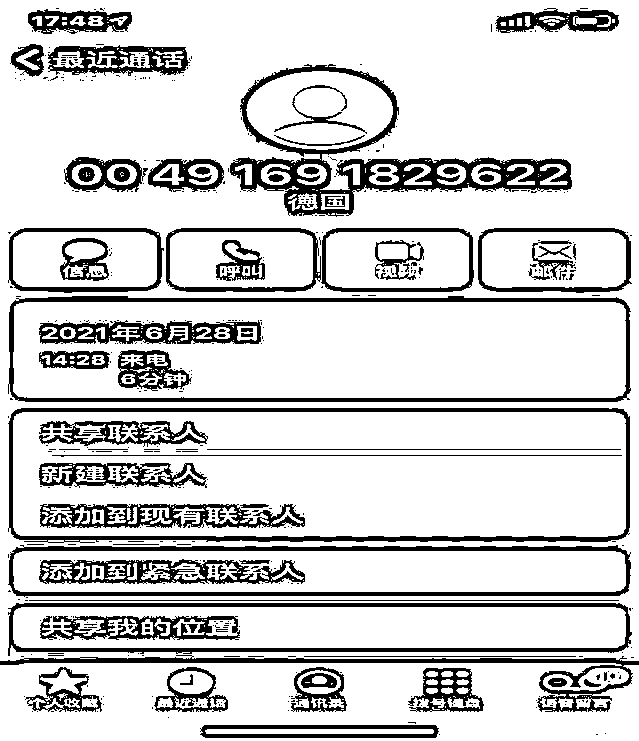 17:48
最近通话
00 49 169 1829622
德国
信息 呼叫 视频 邮件
2021年6月28日
14:28 来电
6分钟
共享联系人
新建联系人
添加到现有联系人
添加到紧急联系人
共享我的位置
个人收藏 最近通话 通讯录 拨号键盘 语音留言